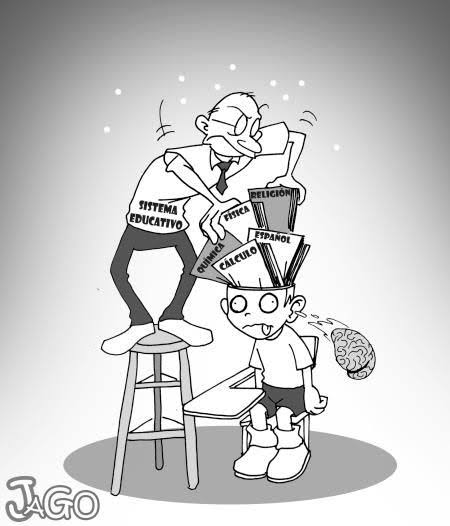 SISTEMA
EDUCATIVO
RELIGIÓN
FÍSICA
ESPAÑOL
QUÍMICA
CÁLCULO
JAGO